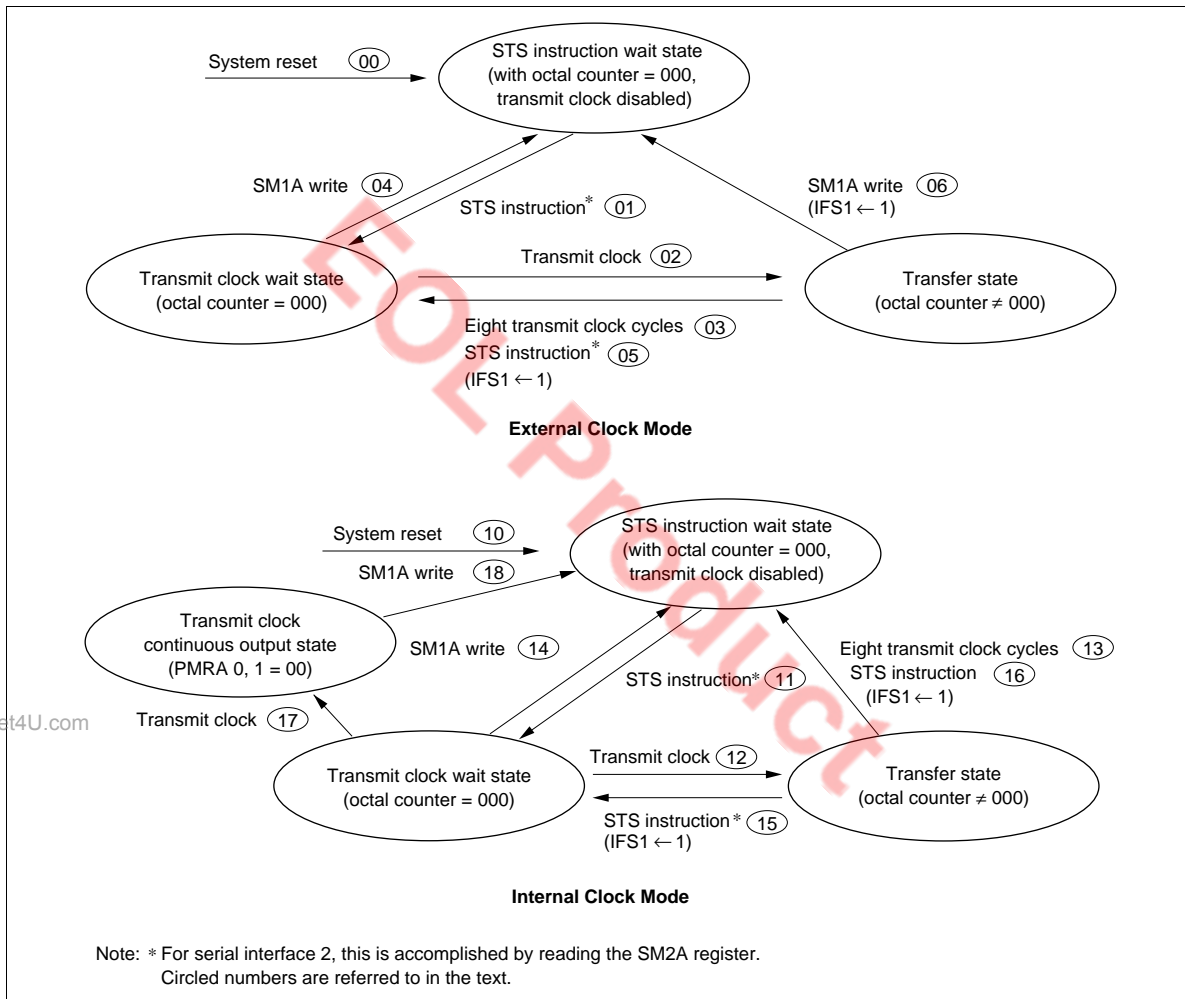 System reset 00
STS instruction wait state
(with octal counter = 000,
transmit clock disabled)
SM1A write 04
STS instruction* 01
SM1A write 06
(IFS1 ← 1)
Transmit clock wait state
(octal counter = 000)
Transmit clock 02
Transfer state
(octal counter ≠ 000)
Eight transmit clock cycles 03
STS instruction* 05
(IFS1 ← 1)
External Clock Mode
EOL Product
System reset 10
STS instruction wait state
(with octal counter = 000,
transmit clock disabled)
SM1A write 18
Transmit clock
continuous output state
(PMRA 0, 1 = 00)
SM1A write 14
STS instruction* 11
Eight transmit clock cycles 13
STS instruction 16
(IFS1 ← 1)
et4U.com
Transmit clock 17
Transmit clock wait state
(octal counter = 000)
Transmit clock 12
Transfer state
(octal counter ≠ 000)
STS instruction* 15
(IFS1 ← 1)
Internal Clock Mode
Note: * For serial interface 2, this is accomplished by reading the SM2A register.
Circled numbers are referred to in the text.